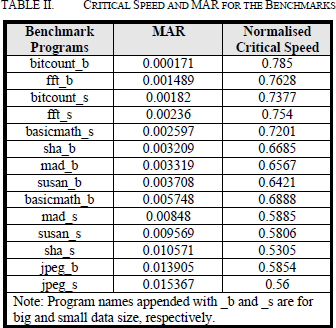 TABLE II. CRITICAL SPEED AND MAR FOR THE BENCHMARKS
Benchmark Programs MAR Normalised Critical Speed
bitcount_b 0.000171 0.785
fft_b 0.001489 0.7628
bitcount_s 0.00182 0.7377
fft_s 0.00236 0.754
basicmath_s 0.002597 0.7201
sha_b 0.003209 0.6685
mad_b 0.003319 0.6567
susan_b 0.003708 0.6421
basicmath_b 0.005748 0.6888
mad_s 0.00848 0.5885
susan_s 0.009569 0.5806
sha_s 0.010571 0.5305
jpeg_b 0.013905 0.5854
jpeg_s 0.015367 0.56
Note: Program names appended with _b and _s are for
big and small data size, respectively.